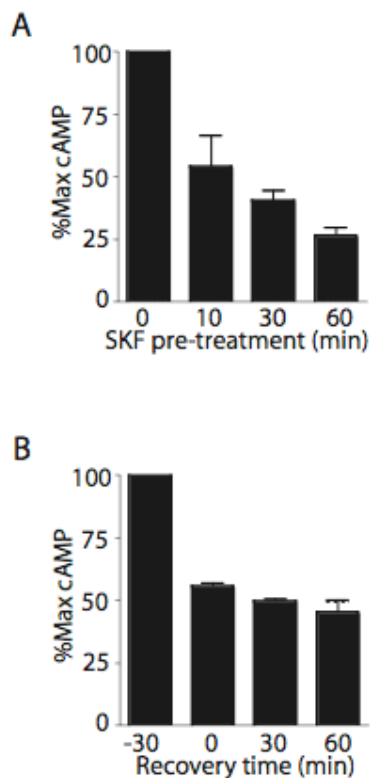 A
%Max cAMP
100
75
50
25
0
0 10 30 60
SKF pre-treatment (min)
B
%Max cAMP
100
75
50
25
0
-30 0 30 60
Recovery time (min)